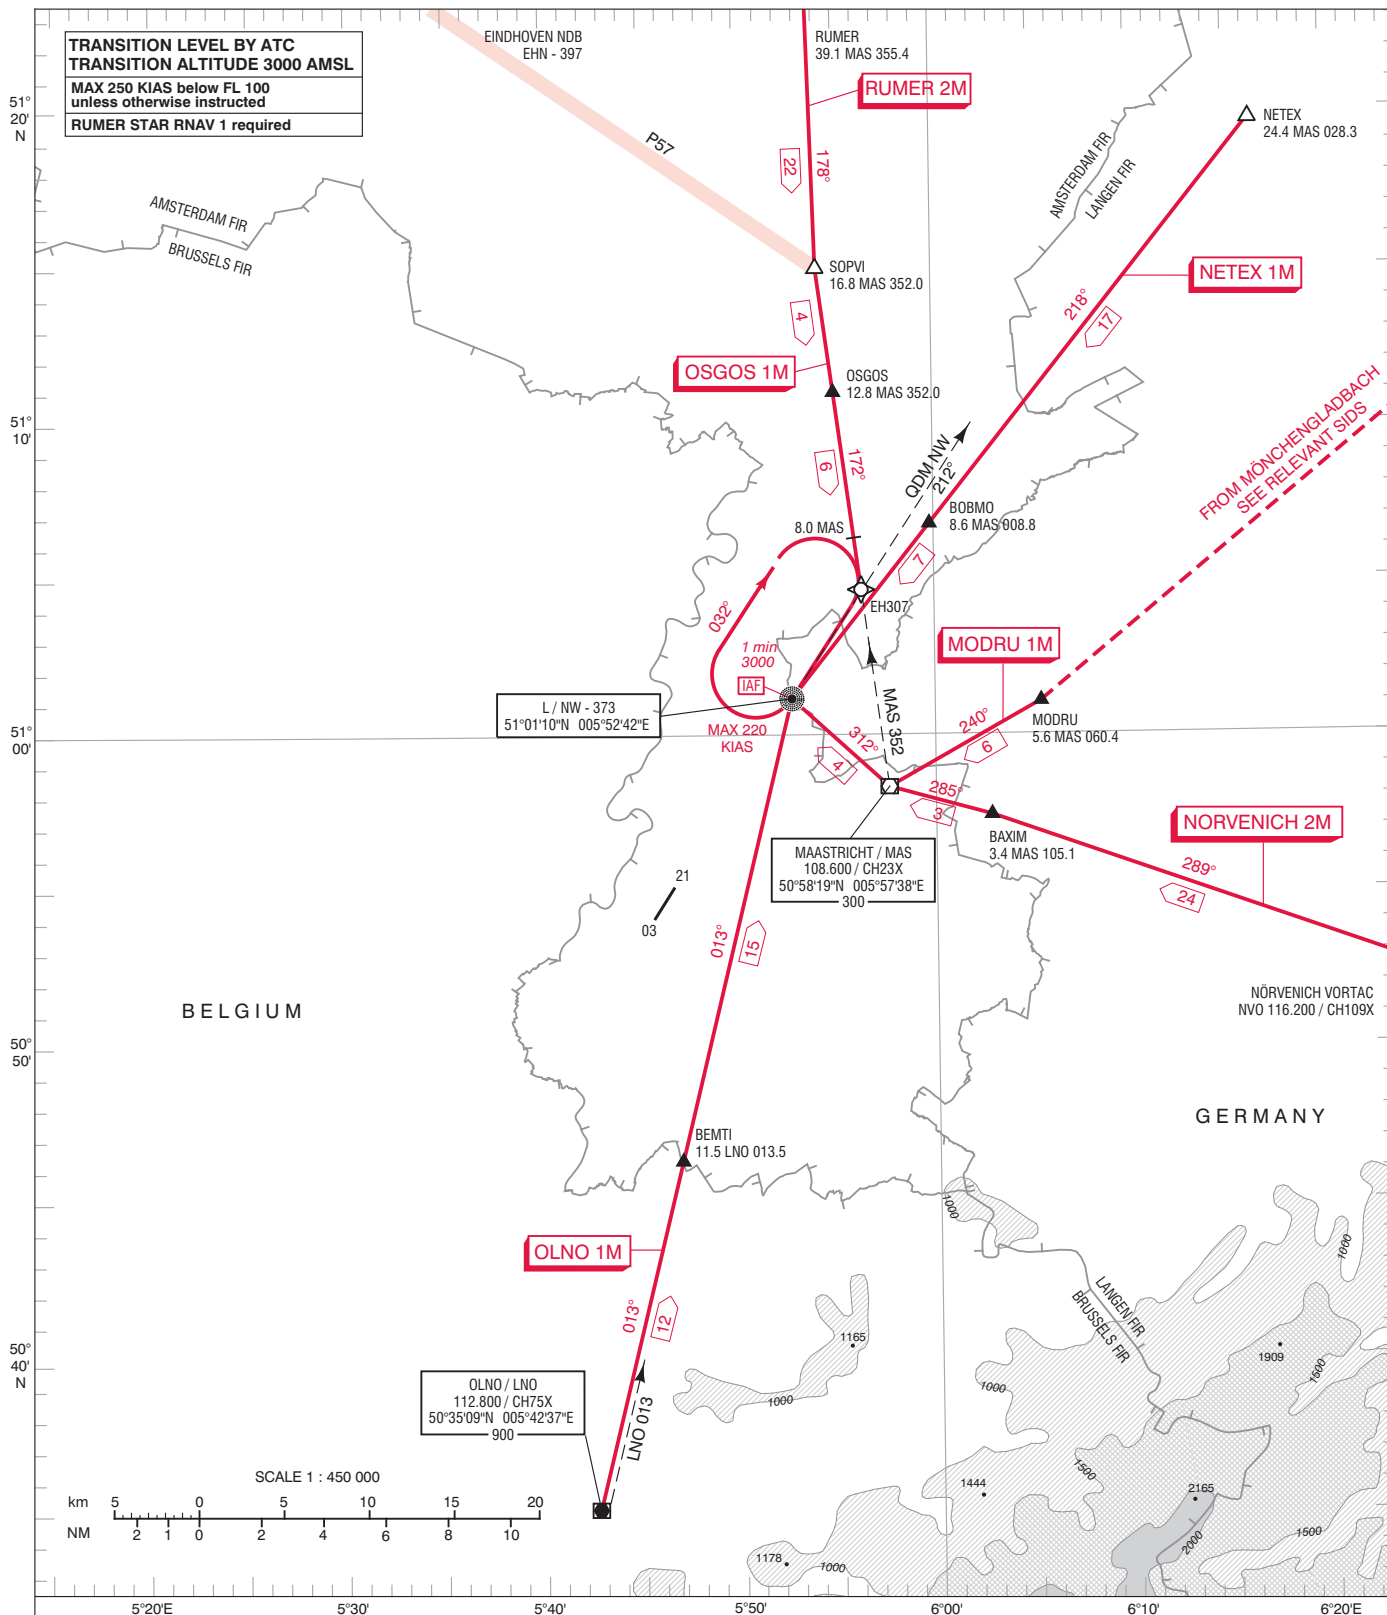 TRANSITION LEVEL BY ATC
TRANSITION ALTITUDE 3000 AMSL
MAX 250 KIAS below FL 100
unless otherwise instructed
RUMER STAR RNAV 1 required
EINDHOVEN NDB
EHN - 397
RUMER
39.1 MAS 355.4
RUMER 2M
51°
20'
N
NETEX
24.4 MAS 028.3
P57
22
178°
AMSTERDAM FIR
LANGEN FIR
AMSTERDAM FIR
BRUSSELS FIR
SOPVI
16.8 MAS 352.0
NETEX 1M
218°
17
4
OSGOS 1M
OSGOS
12.8 MAS 352.0
FROM MÖNCHENGLADBACH
SEE RELEVANT SIDS
51°
10'
6
172°
QDM NW
212°
BOBMO
8.6 MAS 008.8
8.0 MAS
7
EH307
032°
1 min
3000
IAF
MODRU 1M
L / NW - 373
51°01'10"N 005°52'42"E
MAX 220
KIAS
312°
4
MAS 352
240°
6
MODRU
5.6 MAS 060.4
51°
00'
285°
3
NORVENICH 2M
BAXIM
3.4 MAS 105.1
MAASTRICHT / MAS
108.600 / CH23X
50°58'19"N 005°57'38"E
300
289°
24
21
03
013°
15
BELGIUM
NÖRVENICH VORTAC
NVO 116.200 / CH109X
50°
50'
GERMANY
BEMTI
11.5 LNO 013.5
1000
OLNO 1M
1000
LANGEN FIR
BRUSSELS FIR
013°
12
1165
1909
1500
50°
40'
N
1000
1000
OLNO / LNO
112.800 / CH75X
50°35'09"N 005°42'37"E
900
LNO 013
SCALE 1 : 450 000
km 5 0 5 10 15 20
NM 2 1 0 2 4 6 8 10
1444
1500
2165
1500
2000
1178
1000
5°20'E 5°30' 5°40' 5°50' 6°00' 6°10' 6°20'E